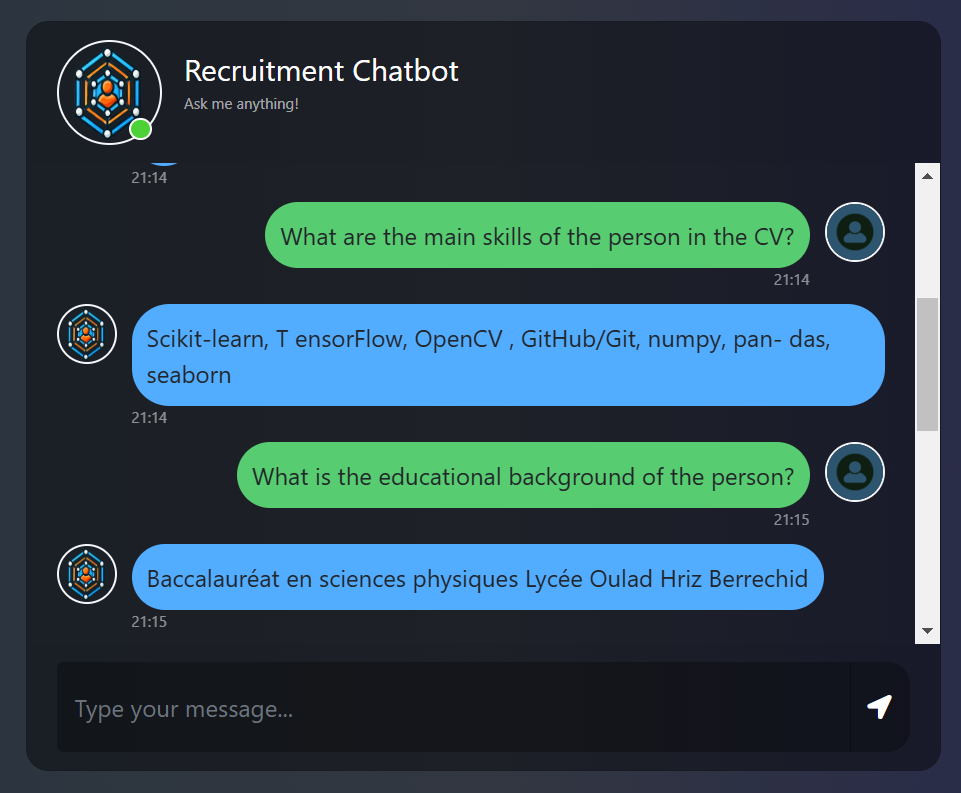 Recruitment Chatbot
Ask me anything!
21:14
What are the main skills of the person in the CV?
21:14
Scikit-learn, T ensorFlow, OpenCV , GitHub/Git, numpy, pan- das,
seaborn
21:14
What is the educational background of the person?
21:15
Baccalauréat en sciences physiques Lycée Oulad Hriz Berrechid
21:15
Type your message...